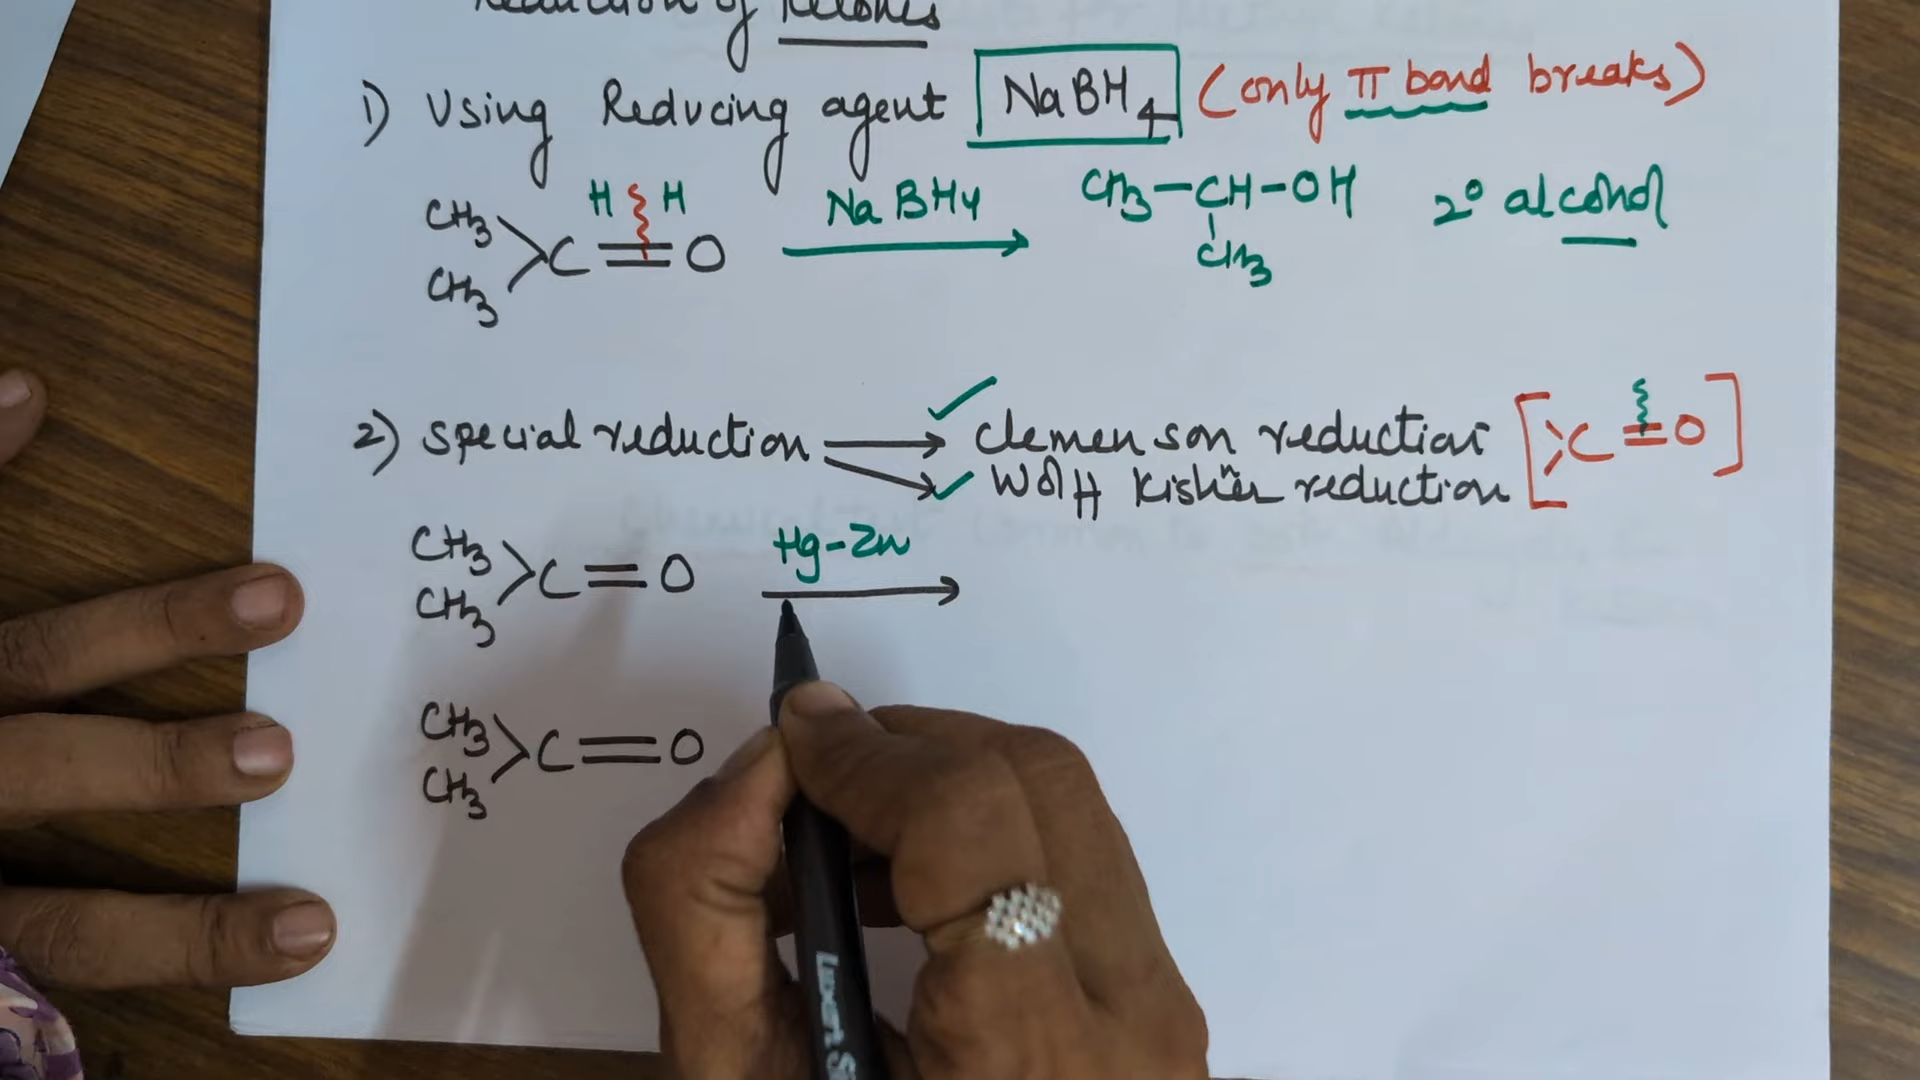 Reduction of Ketones
1) Using Reducing agent NaBH4 (only π bond breaks)
H H
CH3 CH3 >C=O NaBH4 → CH3-CH-OH 2° alcohol
CH3
2) special reduction → clemenson reduction [>C=O]
→ Wolf Kishner reduction
CH3 CH3 >C=O Hg-Zn →
CH3 CH3 >C=O
Luxor